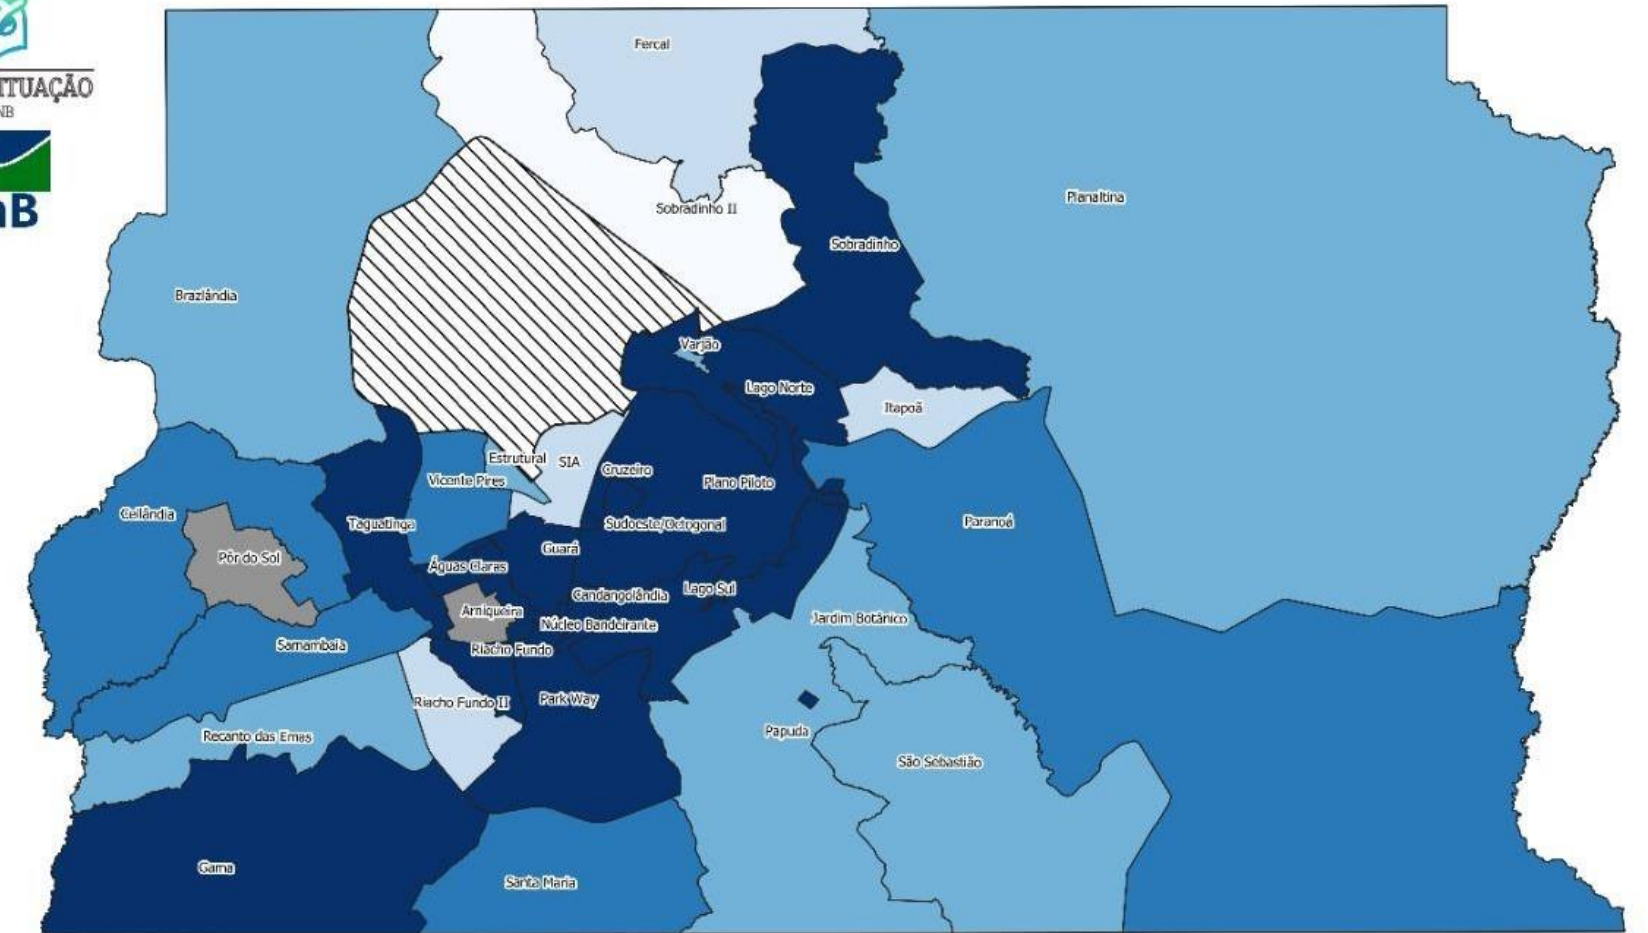 TUAÇÃO
NB
nB
Fercal
Sobradinho II
Planaltina
Sobradinho
Brazlândia
Varjão
Lago Norte
Itapoã
Estrutural
SIA
Cruzeiro
Vicente Pires
Plano Piloto
Ceilândia
Taguatinga
Sudoeste/Octogonal
Paranoá
Guará
Pôr do Sol
Águas Claras
Candangolândia
Lago Sul
Arniqueira
Núcleo Bandeirante
Jardim Botânico
Samambaia
Riacho Fundo
Riacho Fundo II
Park Way
Recanto das Emas
Papuda
São Sebastião
Gama
Santa Maria